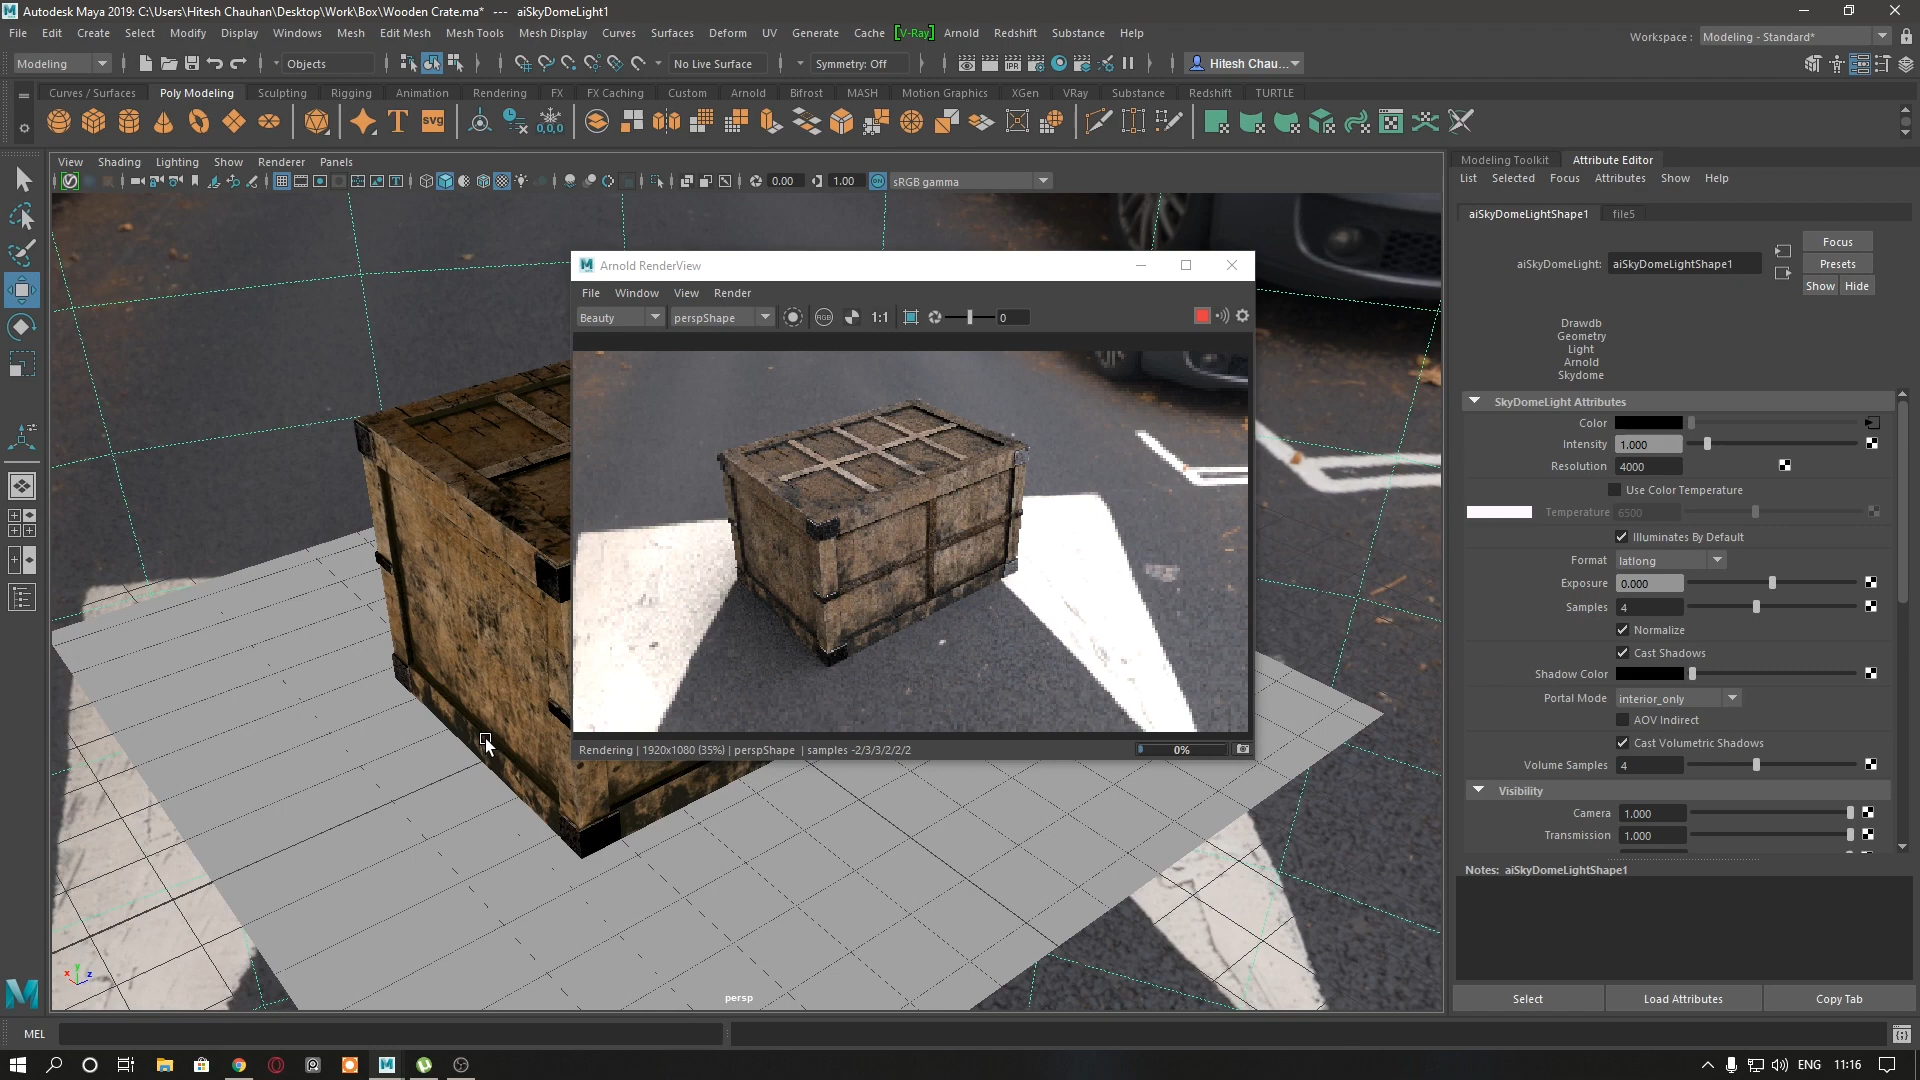 Autodesk Maya 2019: C:\Users\Hitesh Chauhan\Desktop\Work\Box\Wooden Crate.ma* --- aiSkyDomeLight1
File Edit Create Select Modify Display Windows Mesh Edit Mesh Mesh Tools Mesh Display Curves Surfaces Deform UV Generate Cache [V-Ray] Arnold Redshift Substance Help
Workspace : Modeling - Standard*
Modeling Objects No Live Surface Symmetry: Off IPR Hitesh Chau...
Curves / Surfaces Poly Modeling Sculpting Rigging Animation Rendering FX FX Caching Custom Arnold Bifrost MASH Motion Graphics XGen VRay Substance Redshift TURTLE
T svg 0,0,0
View Shading Lighting Show Renderer Panels
0.00 1.00 sRGB gamma
Modeling Toolkit Attribute Editor
List Selected Focus Attributes Show Help
aiSkyDomeLightShape1 file5
aiSkyDomeLight: aiSkyDomeLightShape1
Focus
Presets
Show Hide
Drawdb
Geometry
Light
Arnold
Skydome
SkyDomeLight Attributes
Color
Intensity 1.000
Resolution 4000
Use Color Temperature
Temperature 6500
Illuminates By Default
Format latlong
Exposure 0.000
Samples 4
Normalize
Cast Shadows
Shadow Color
Portal Mode interior_only
AOV Indirect
Cast Volumetric Shadows
Volume Samples 4
Visibility
Camera 1.000
Transmission 1.000
Notes: aiSkyDomeLightShape1
Select Load Attributes Copy Tab
Arnold RenderView
File Window View Render
Beauty perspShape RGB 1:1 0
Rendering | 1920x1080 (35%) | perspShape | samples -2/3/3/2/2/2
0%
y
x z
persp
MEL
ENG 11:16